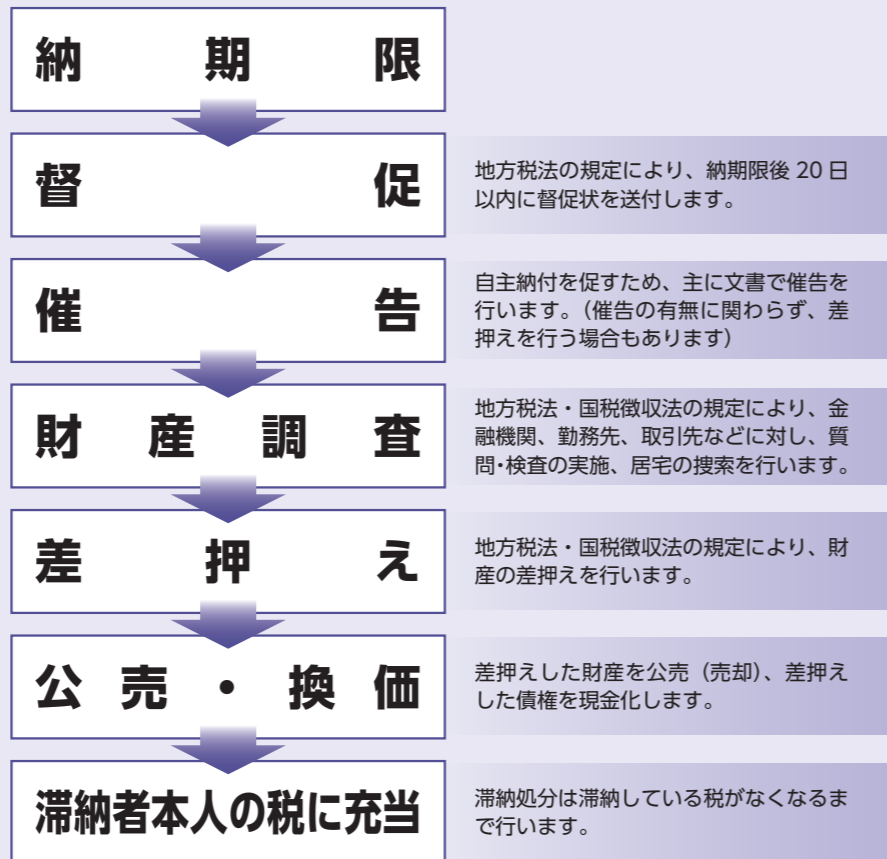 納期限
督促
地方税法の規定により、納期限後 20 日
以内に督促状を送付します。
催告
自主納付を促すため、主に文書で催告を
行います。（催告の有無に関わらず、差
押えを行う場合もあります）
財産調査
地方税法・国税徴収法の規定により、金
融機関、勤務先、取引先などに対し、質
問・検査の実施、居宅の捜索を行います。
差押え
地方税法・国税徴収法の規定により、財
産の差押えを行います。
公売・換価
差押えした財産を公売（売却）、差押え
した債権を現金化します。
滞納者本人の税に充当
滞納処分は滞納している税がなくなるま
で行います。